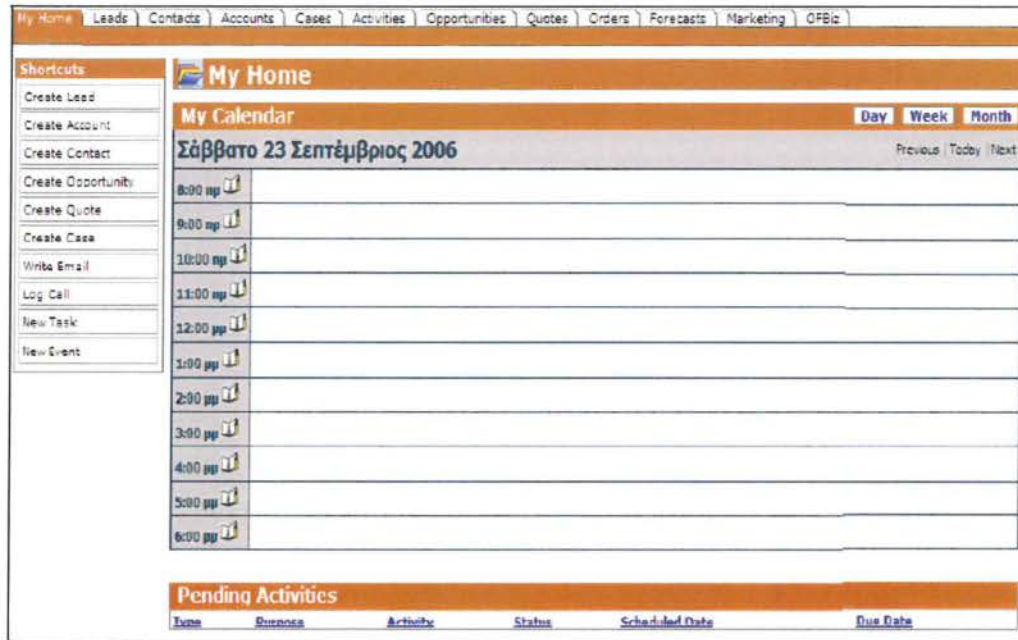 My Home Leads Contacts Accounts Cases Activities Opportunities Quotes Orders Forecasts Marketing OFBiz
Shortcuts
Create Lead
Create Account
Create Contact
Create Opportunity
Create Quote
Create Case
Write Email
Log Call
New Task
New Event
My Home
My Calendar Day Week Month
Σάββατο 23 Σεπτέμβριος 2006 Previous | Today | Next
8:00 πμ
9:00 πμ
10:00 πμ
11:00 πμ
12:00 μμ
1:00 μμ
2:00 μμ
3:00 μμ
4:00 μμ
5:00 μμ
6:00 μμ
Pending Activities
Type Purpose Activity Status Scheduled Date Due Date